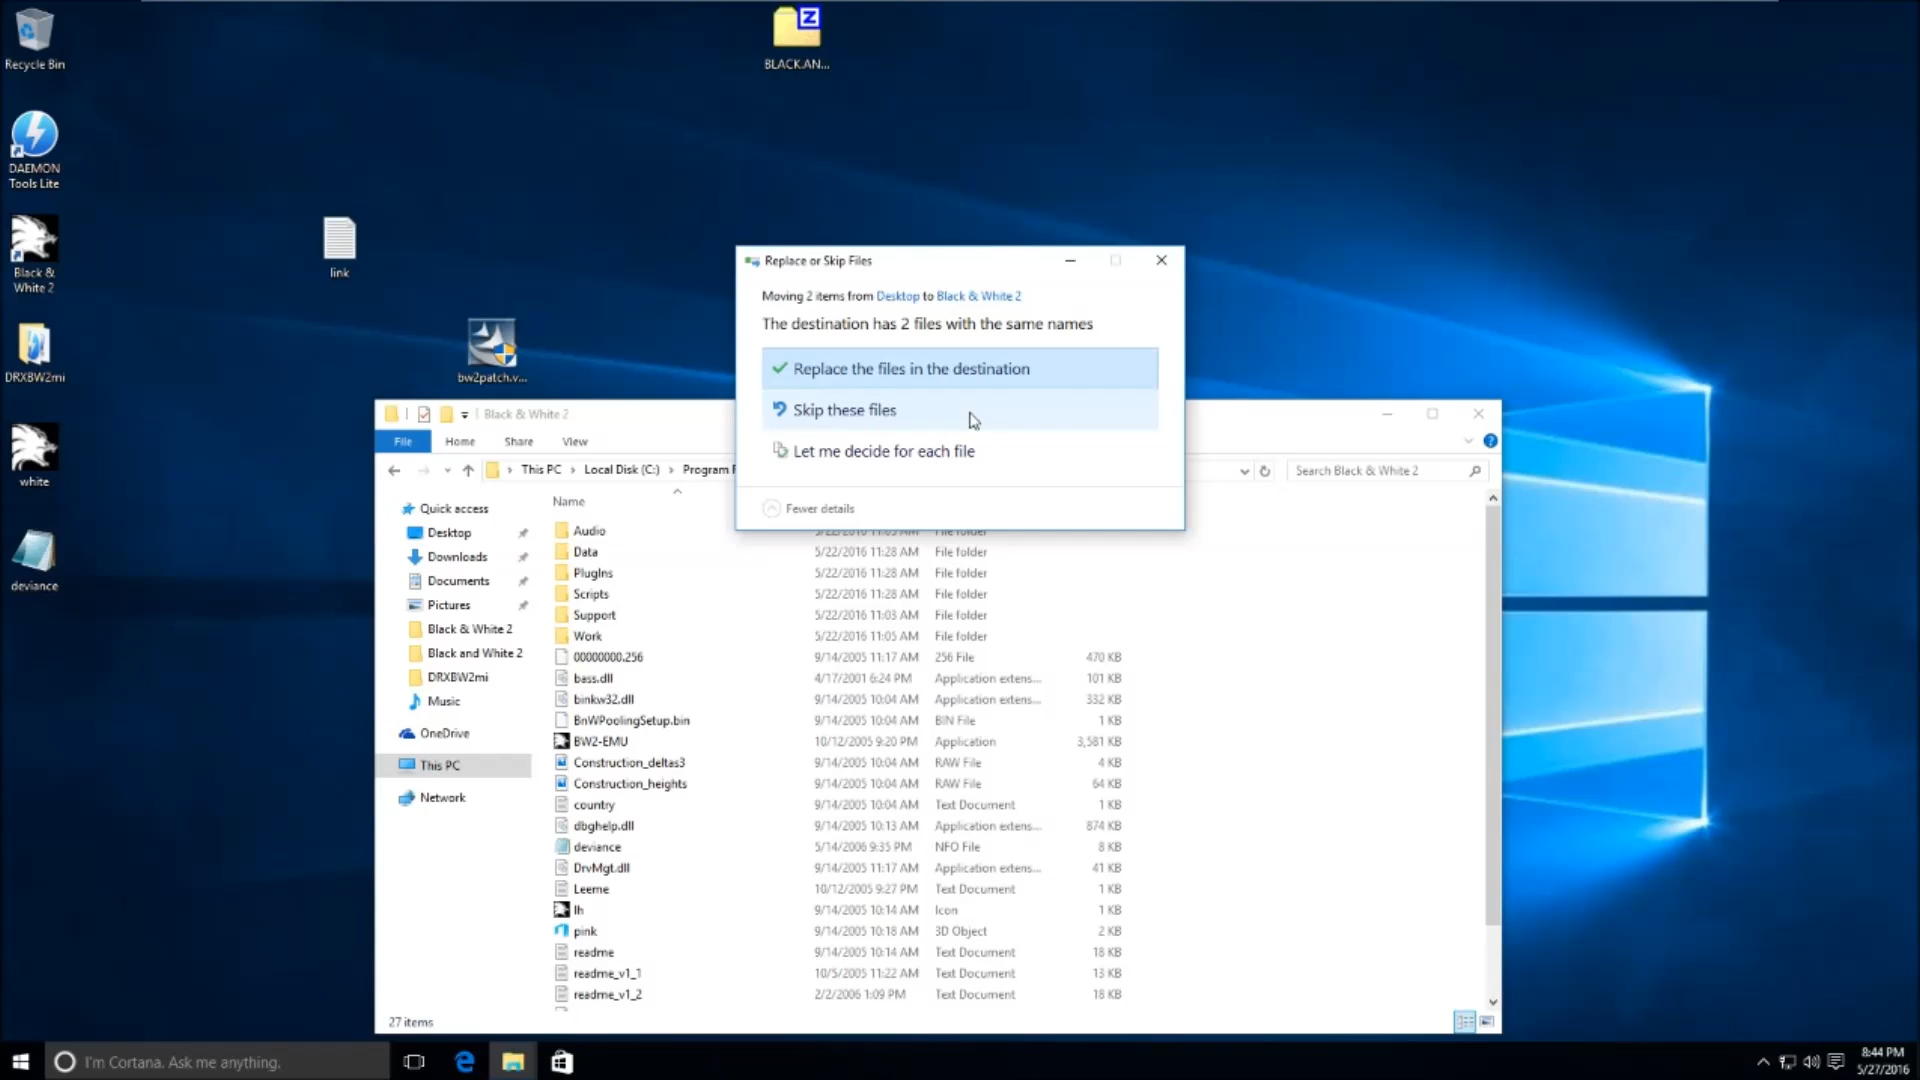 Recycle Bin
DAEMON
Tools Lite
Black &
White 2
DRXBW2mi
white
deviance
link
bw2patch.v...
BLACK.AN...
Z
Replace or Skip Files
Moving 2 items from Desktop to Black & White 2
The destination has 2 files with the same names
Replace the files in the destination
Skip these files
Let me decide for each file
Fewer details
Black & White 2
File Home Share View
This PC > Local Disk (C:) > Program F
Search Black & White 2
Quick access
Desktop
Downloads
Documents
Pictures
Black & White 2
Black and White 2
DRXBW2mi
Music
OneDrive
This PC
Network
Name
Audio 5/22/2016 11:05 AM File folder
Data 5/22/2016 11:28 AM File folder
PlugIns 5/22/2016 11:28 AM File folder
Scripts 5/22/2016 11:28 AM File folder
Support 5/22/2016 11:03 AM File folder
Work 5/22/2016 11:05 AM File folder
00000000.256 9/14/2005 11:17 AM 256 File 470 KB
bass.dll 4/17/2001 6:24 PM Application extens... 101 KB
binkw32.dll 9/14/2005 10:04 AM Application extens... 332 KB
BnWPoolingSetup.bin 9/14/2005 10:04 AM BIN File 1 KB
BW2-EMU 10/12/2005 9:20 PM Application 3,581 KB
Construction_deltas3 9/14/2005 10:04 AM RAW File 4 KB
Construction_heights 9/14/2005 10:04 AM RAW File 64 KB
country 9/14/2005 10:04 AM Text Document 1 KB
dbghelp.dll 9/14/2005 10:13 AM Application extens... 874 KB
deviance 5/14/2006 9:35 PM NFO File 8 KB
DrvMgt.dll 9/14/2005 11:17 AM Application extens... 41 KB
Leeme 10/12/2005 9:27 PM Text Document 1 KB
lh 9/14/2005 10:14 AM Icon 1 KB
pink 9/14/2005 10:18 AM 3D Object 2 KB
readme 9/14/2005 10:14 AM Text Document 18 KB
readme_v1_1 10/5/2005 11:22 AM Text Document 13 KB
readme_v1_2 2/2/2006 1:09 PM Text Document 18 KB
27 items
I'm Cortana. Ask me anything.
8:44 PM
5/27/2016